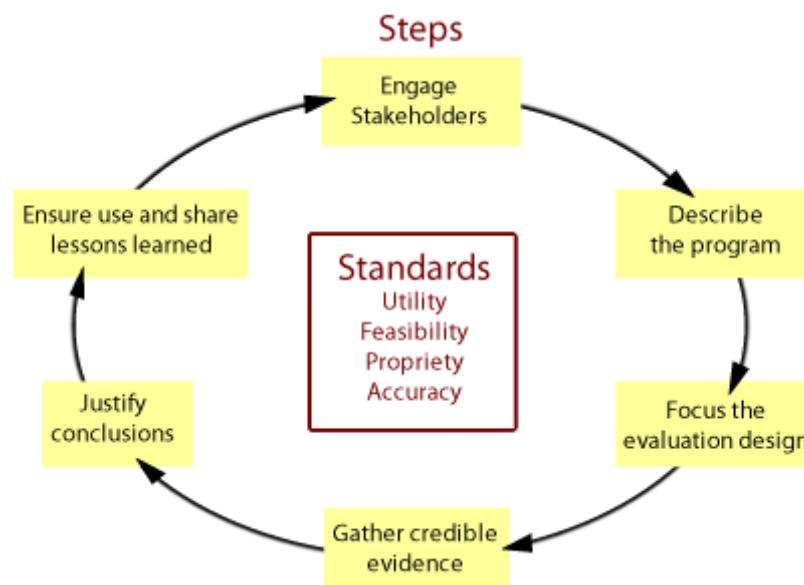 Steps
Engage
Stakeholders
Describe
the program
Focus the
evaluation design
Gather credible
evidence
Justify
conclusions
Ensure use and share
lessons learned
Standards
Utility
Feasibility
Propriety
Accuracy